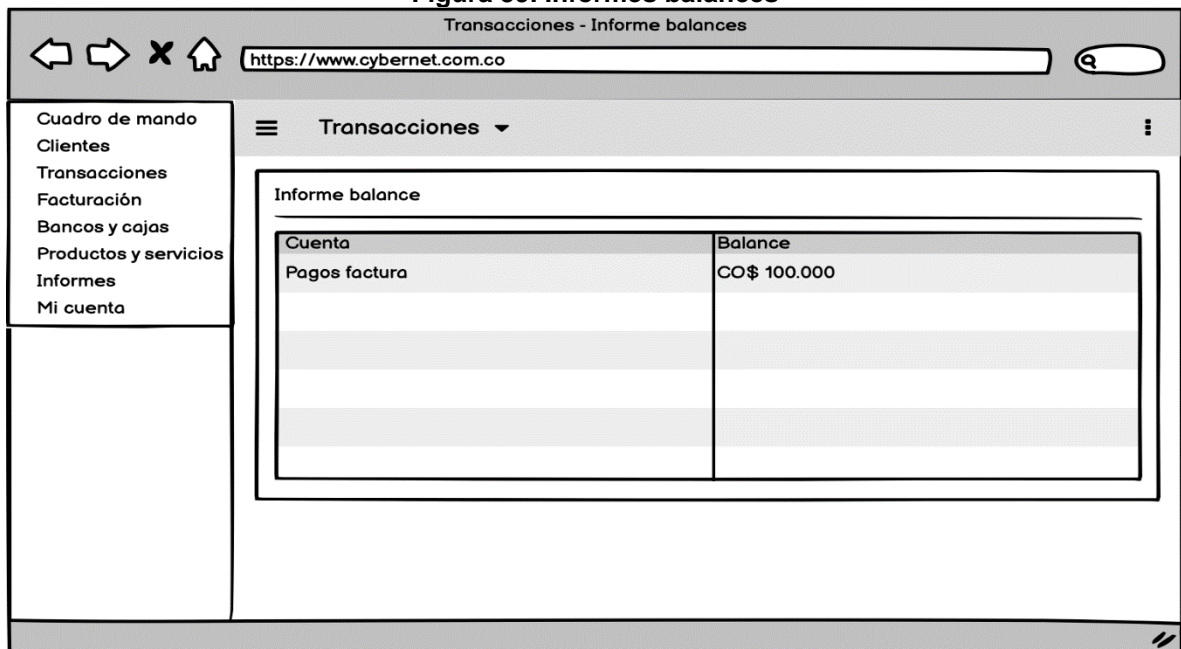 Transacciones - Informe balances
https://www.cybernet.com.co
Cuadro de mando
Clientes
Transacciones
Facturación
Bancos y cajas
Productos y servicios
Informes
Mi cuenta
Transacciones
Informe balance
Cuenta Balance
Pagos factura CO$ 100.000